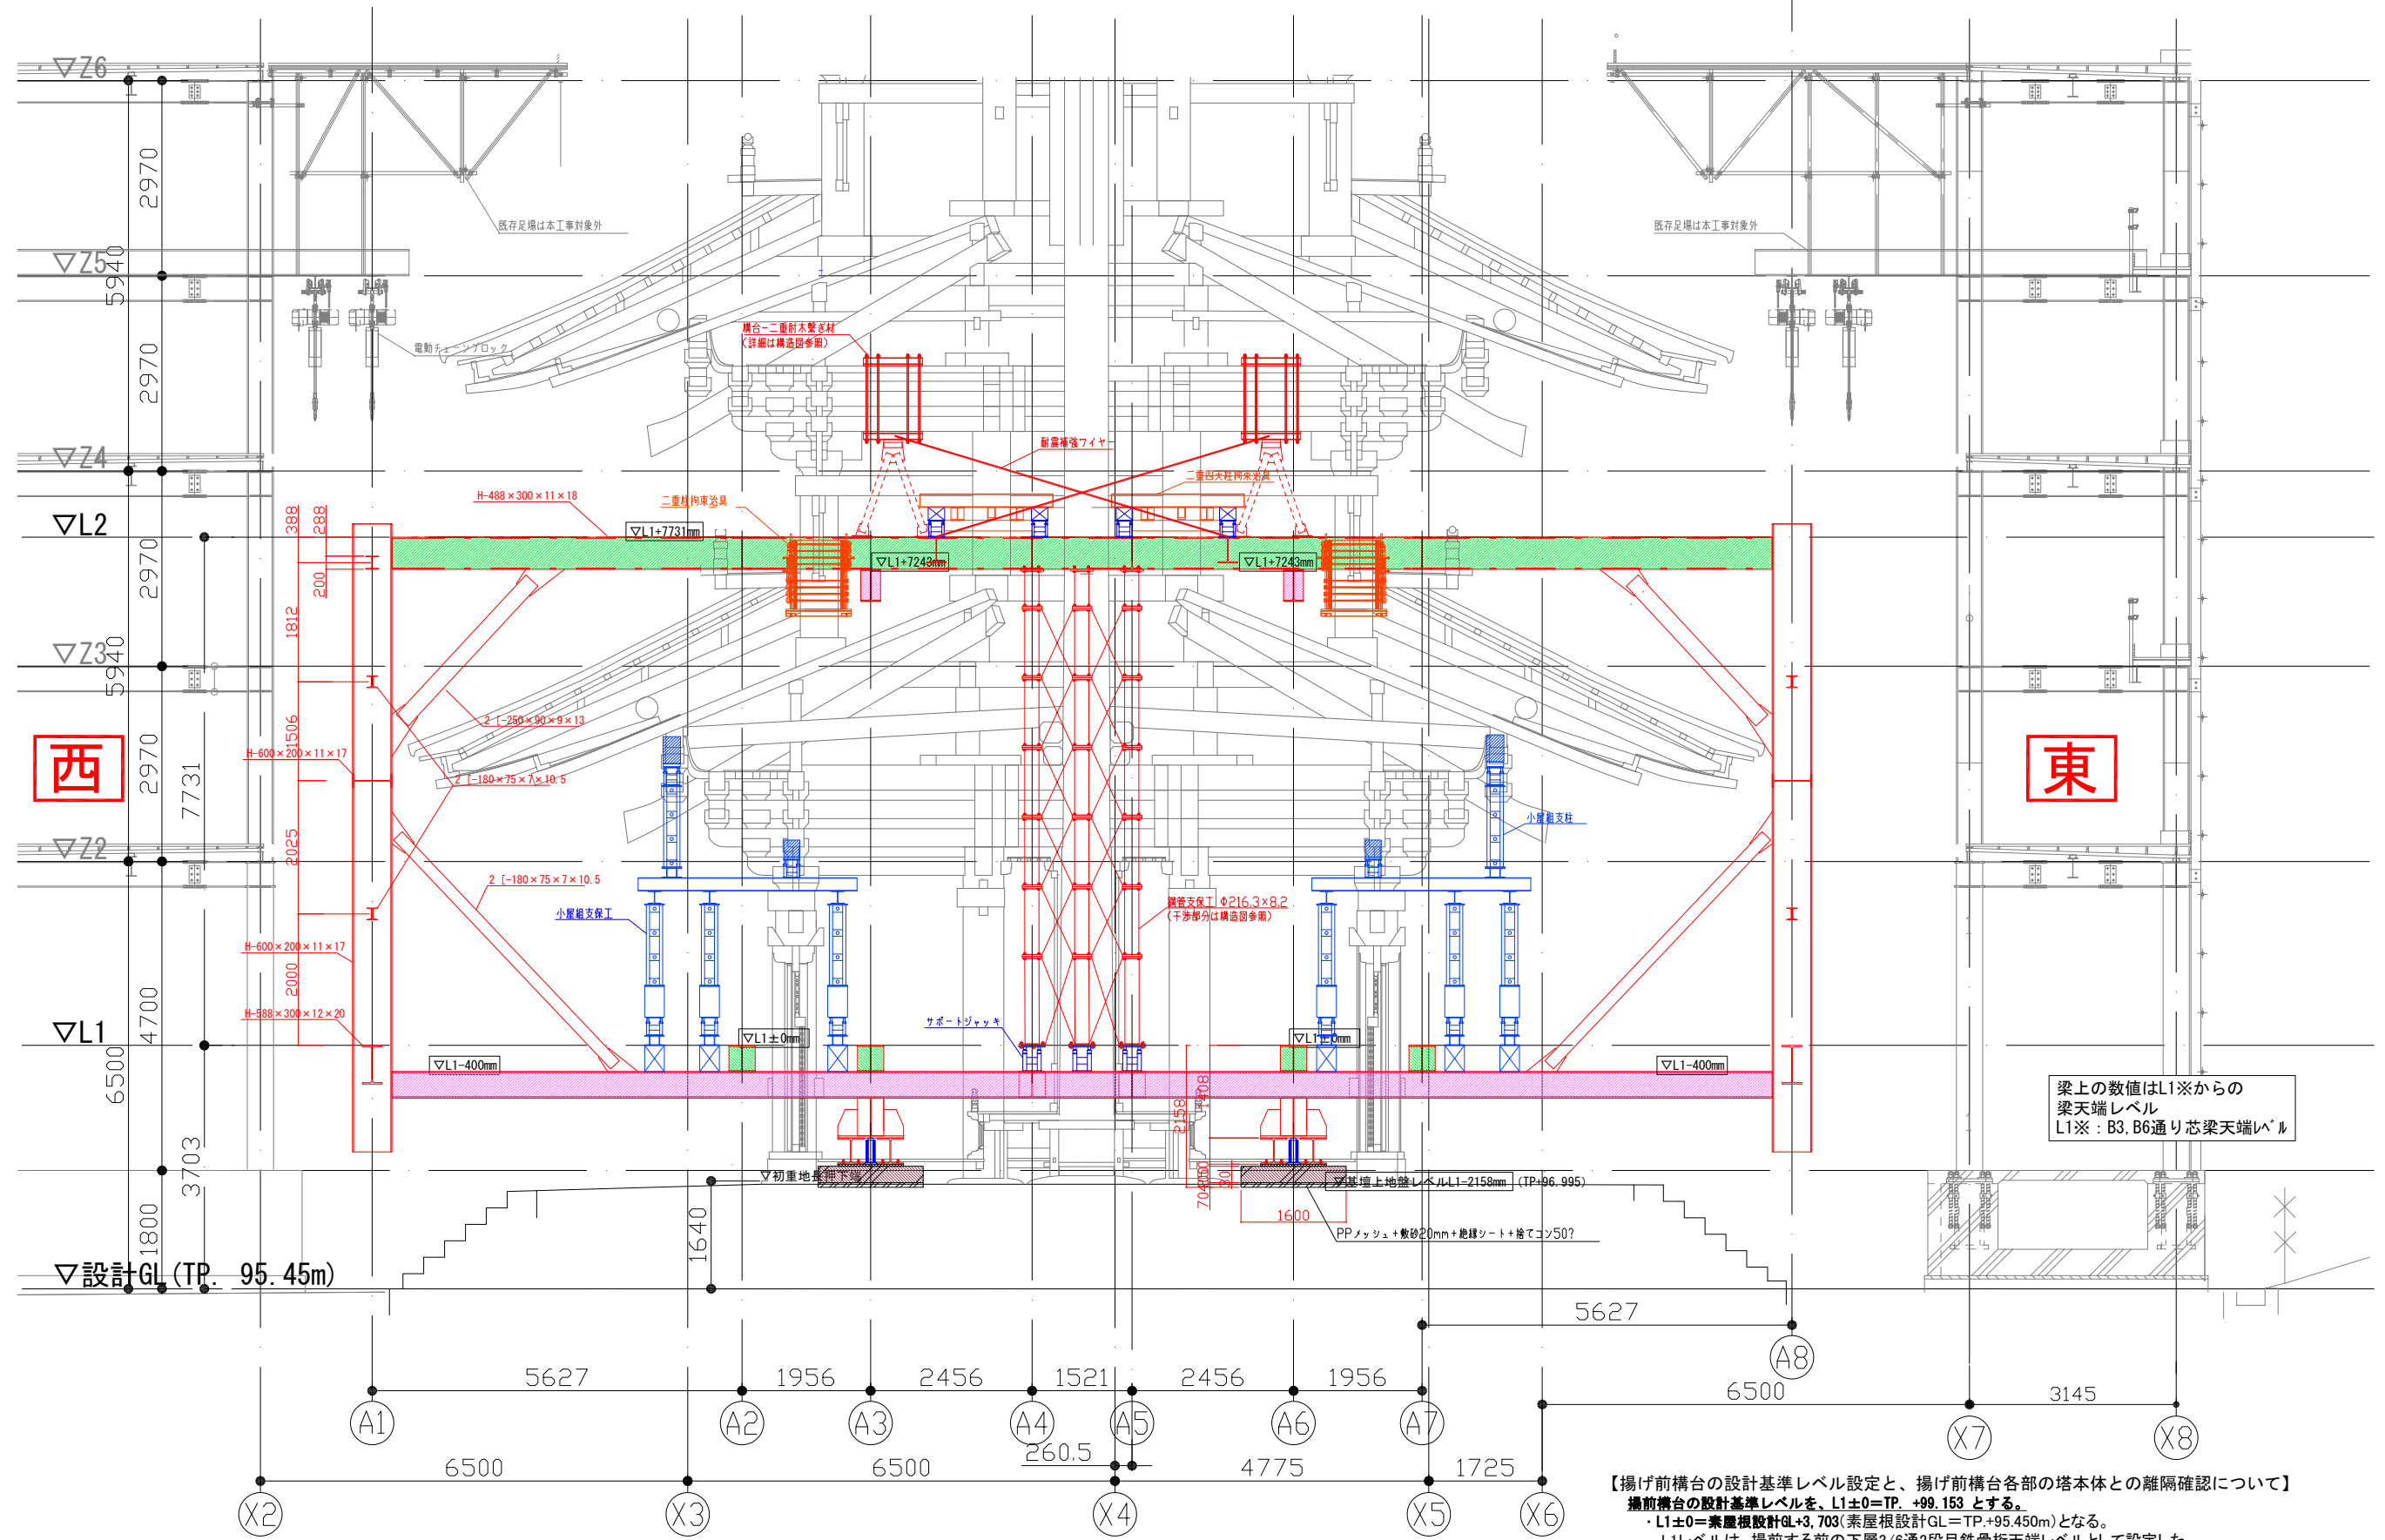 ▽Z6
▽Z5
▽Z4
▽L2
▽Z3
▽Z2
▽L1
▽設計GL(TP. 95.45m)
2970
5940
2970
2970
5940
2970
7731
4700
6500
3703
1800
388
288
200
1812
1506
2025
2000
西
東
既存足場は本工事対象外
既存足場は本工事対象外
電動チェーンブロック
構台-二重肘木繋ぎ材
(詳細は構造図参照)
耐震補強ワイヤー
二重四天柱拘束治具
二重柱拘束治具
H-488×300×11×18
▽L1+7731mm
▽L1+7243mm
▽L1+7243mm
2[-250×90×9×13
H-600×200×11×17
2[-180×75×7×10.5
小屋組支柱
2[-180×75×7×10.5
小屋組支保工
鋼管支保工 Φ216.3×8.2
(干渉部分は構造図参照)
H-600×200×11×17
H-588×300×12×20
サポートジャッキ
▽L1±0mm
▽L1±0mm
▽L1-400mm
▽L1-400mm
1408
2158
30
梁上の数値はL1※からの
梁天端レベル
L1※:B3,B6通り芯梁天端レベル
▽初重地長押下端
▽基壇上地盤レベルL1-2158mm (TP+96,995)
1600
1640
PPメッシュ+敷砂20mm+絶縁シート+捨てコン50?
5627
A8
5627
1956
2456
1521
2456
1956
6500
3145
A1
A2
A3
A4
A5
A6
A7
X7
X8
260.5
6500
6500
4775
1725
X2
X3
X4
X5
X6
【揚げ前構台の設計基準レベル設定と、揚げ前構台各部の塔本体との離隔確認について】
揚前構台の設計基準レベルを、L1±0=TP. +99.153 とする。
・L1±0=素屋根設計GL+3,703(素屋根設計GL=TP.+95.450m)となる。